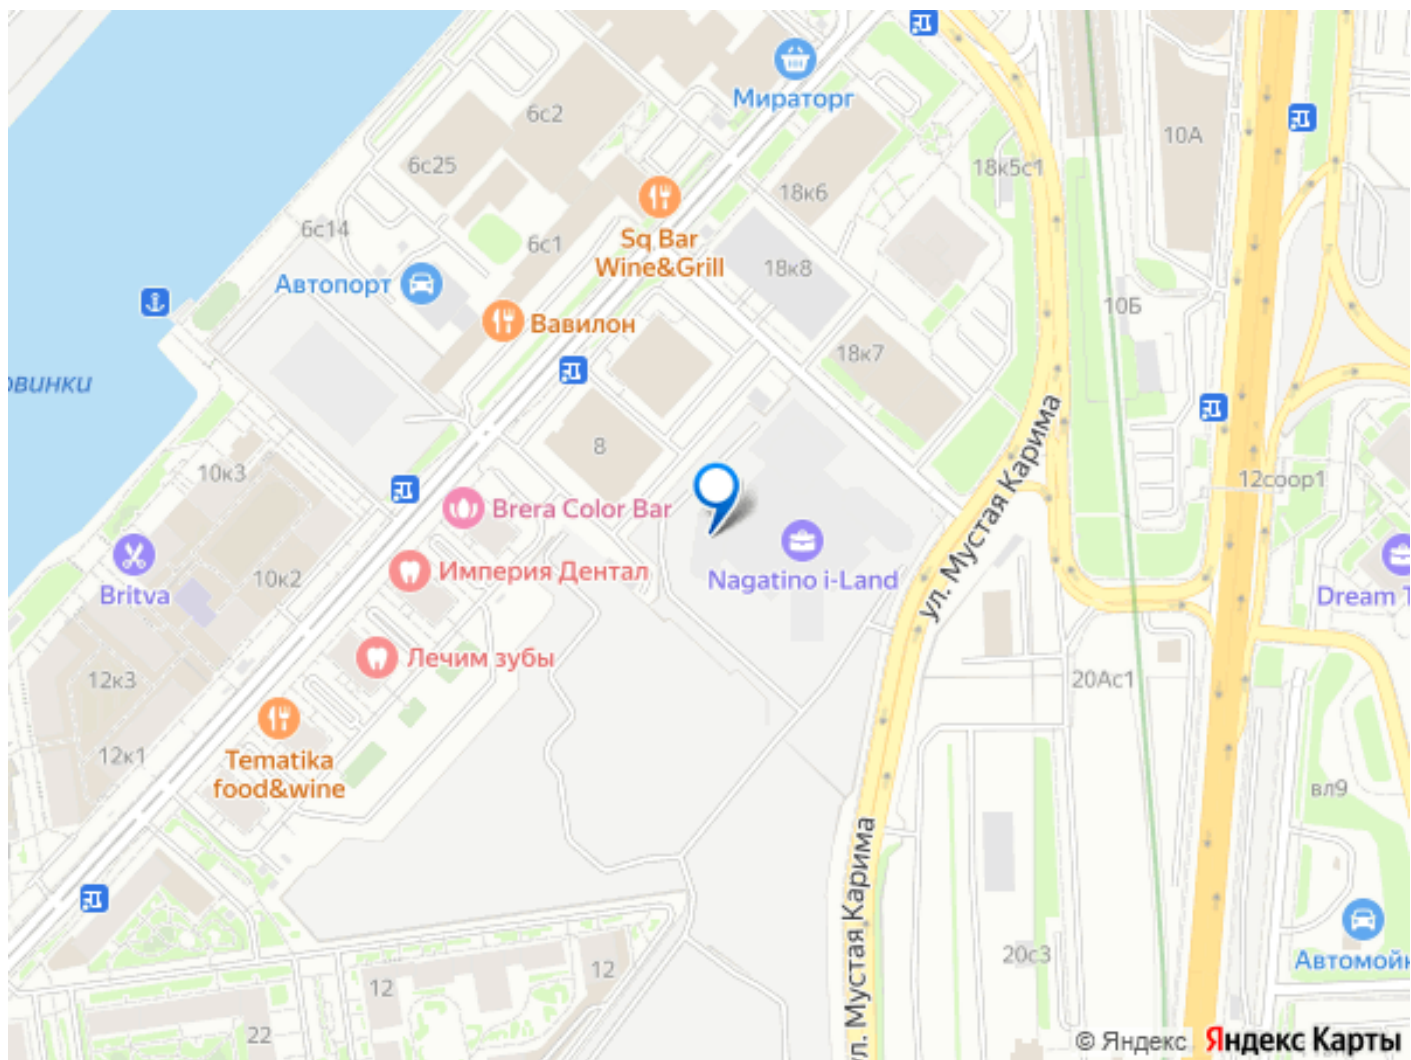 Мираторг
6с2
6с25
10А
18к5с1
18к6
6с14
6с1
Sq Bar
Wine&Grill
18к8
Автопорт
10Б
Вавилон
18к7
овинки
8
10к3
12соор1
Brera Color Bar
ул. Мустая Карима
Империя Дентал
Nagatino i-Land
10к2
Britva
Dream T
Лечим зубы
12к3
20Ас1
12к1
Tematika
food&wine
вл9
ул. Мустая Карима
20с3
12
12
Автомойк
22
© Яндекс Яндекс Карты